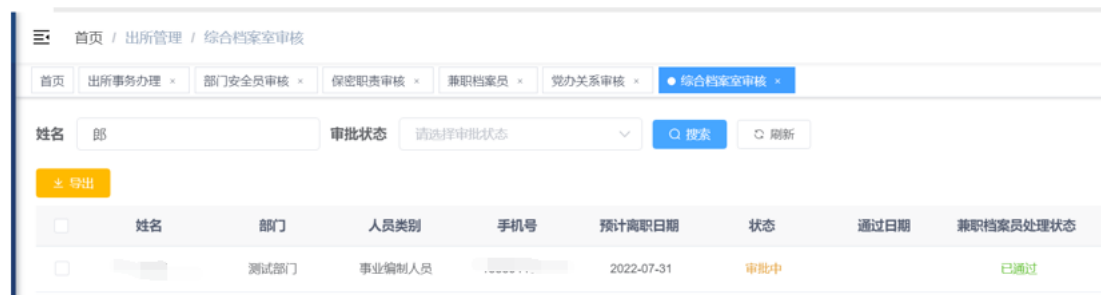 首页 / 出所管理 / 综合档案室审核
首页 出所事务办理 × 部门安全员审核 × 保密职责审核 × 兼职档案员 × 党办关系审核 × 综合档案室审核 ×
姓名 郎 审批状态 请选择审批状态 搜索 刷新
导出
姓名 部门 人员类别 手机号 预计离职日期 状态 通过日期 兼职档案员处理状态
测试部门 事业编制人员 2022-07-31 审批中 已通过